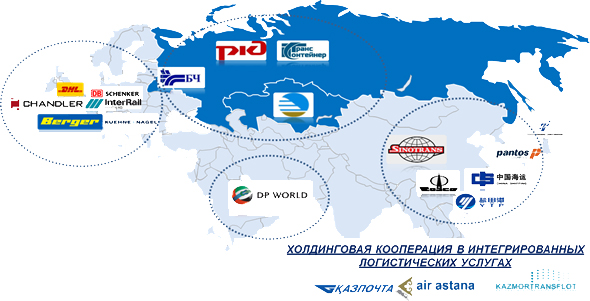 РЖД
ТРАНС
КОНТЕЙНЕР
БЧ
DHL
DB SCHENKER
CHANDLER
InterRail
Berger
KUEHNE NAGEL
DP WORLD
SINOTRANS
pantos
中国海运
ХОЛДИНГОВАЯ КООПЕРАЦИЯ В ИНТЕГРИРОВАННЫХ
ЛОГИСТИЧЕСКИХ УСЛУГАХ
ҚАЗПОЧТА
air astana
KAZMORTRANSFLOT